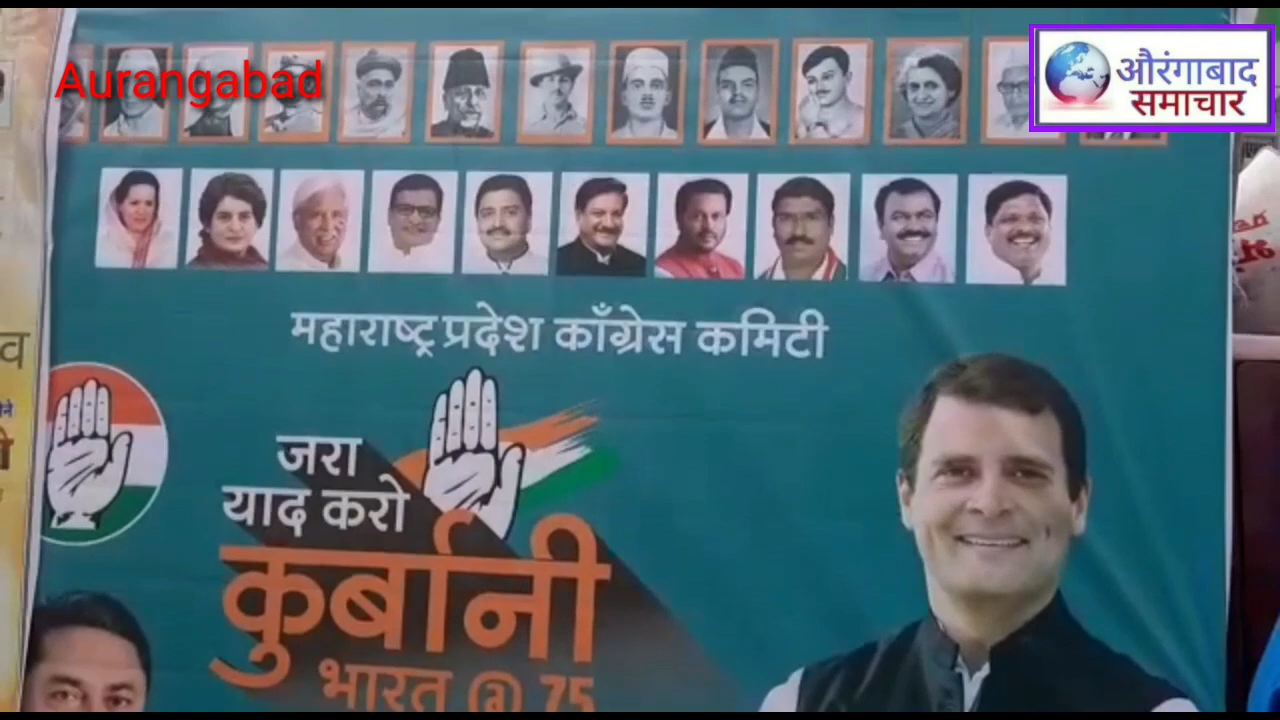 Aurangabad
औरंगाबाद
समाचार
महाराष्ट्र प्रदेश काँग्रेस कमिटी
जरा
याद करो
कुर्बानी
भारत @ 75